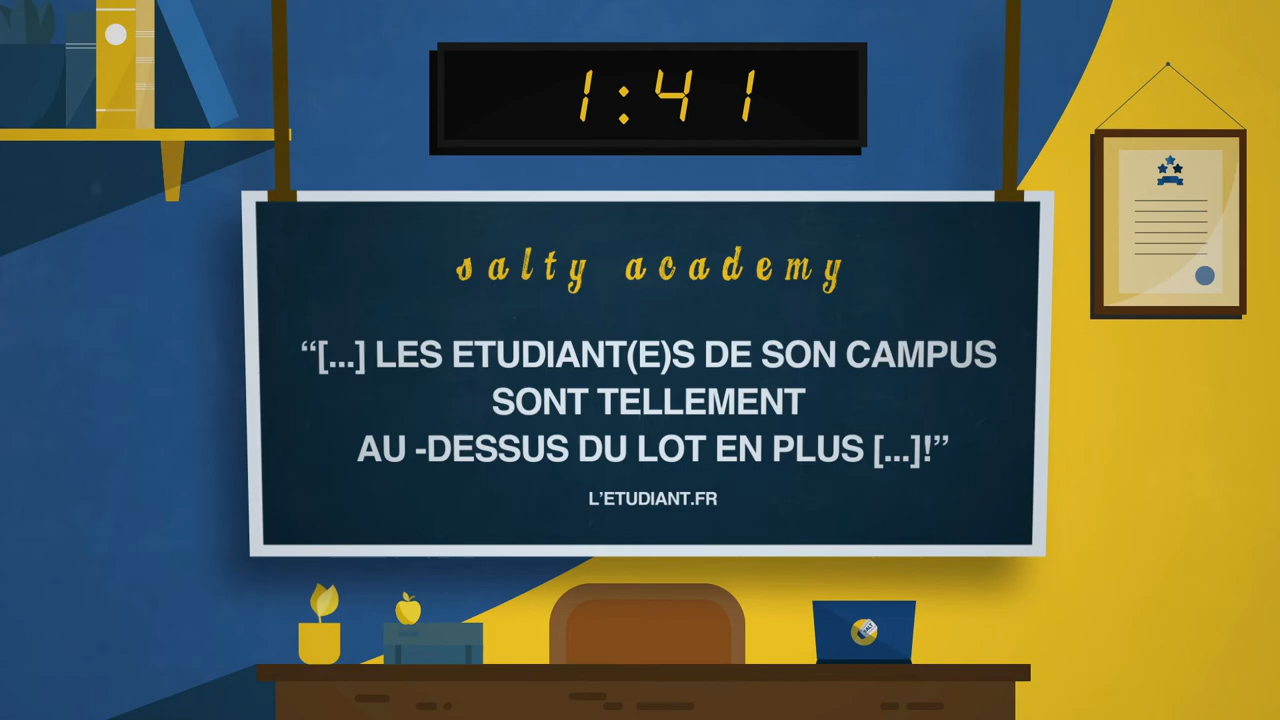 1:41
salty academy
“[...] LES ETUDIANT(E)S DE SON CAMPUS
SONT TELLEMENT
AU -DESSUS DU LOT EN PLUS [...]!”
L’ETUDIANT.FR